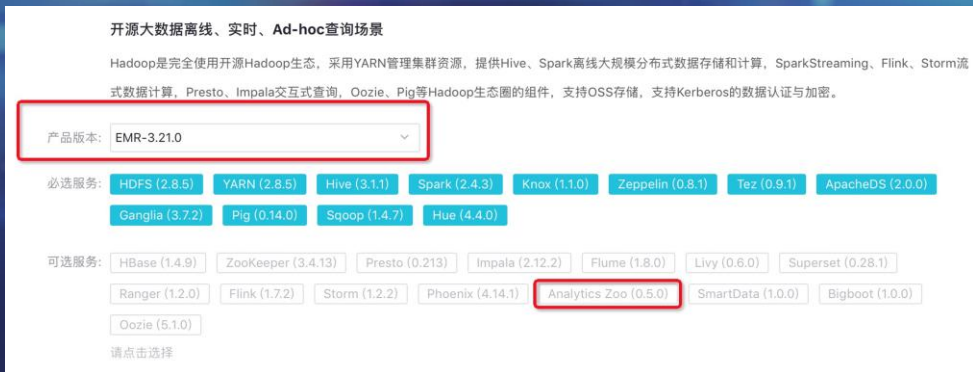 开源大数据离线、实时、Ad-hoc查询场景
Hadoop是完全使用开源Hadoop生态，采用YARN管理集群资源，提供Hive、Spark离线大规模分布式数据存储和计算，SparkStreaming、Flink、Storm流
式数据计算，Presto、Impala交互式查询，Oozie、Pig等Hadoop生态圈的组件，支持OSS存储，支持Kerberos的数据认证与加密。
产品版本: EMR-3.21.0
必选服务: HDFS (2.8.5) YARN (2.8.5) Hive (3.1.1) Spark (2.4.3) Knox (1.1.0) Zeppelin (0.8.1) Tez (0.9.1) ApacheDS (2.0.0)
Ganglia (3.7.2) Pig (0.14.0) Sqoop (1.4.7) Hue (4.4.0)
可选服务: HBase (1.4.9) ZooKeeper (3.4.13) Presto (0.213) Impala (2.12.2) Flume (1.8.0) Livy (0.6.0) Superset (0.28.1)
Ranger (1.2.0) Flink (1.7.2) Storm (1.2.2) Phoenix (4.14.1) Analytics Zoo (0.5.0) SmartData (1.0.0) Bigboot (1.0.0)
Oozie (5.1.0)
请点击选择